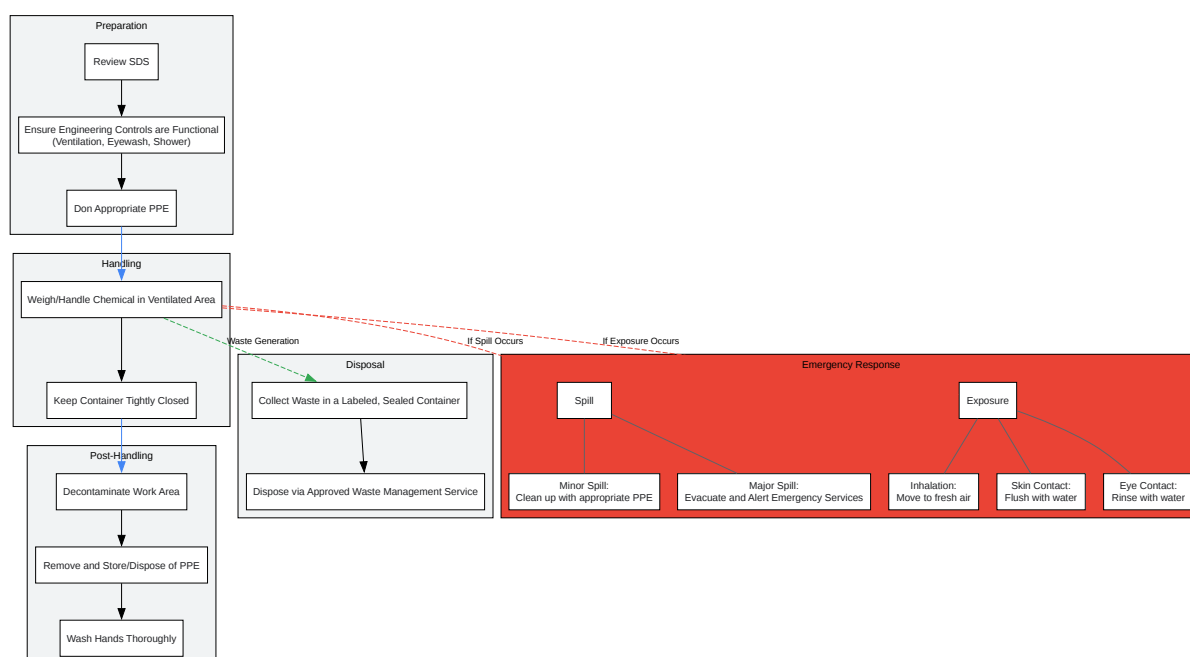 Preparation
Review SDS
Ensure Engineering Controls are Functional
(Ventilation, Eyewash, Shower)
Don Appropriate PPE
Handling
Weigh/Handle Chemical in Ventilated Area
Waste Generation
If Spill Occurs
If Exposure Occurs
Keep Container Tightly Closed
Disposal
Collect Waste in a Labeled, Sealed Container
Dispose via Approved Waste Management Service
Emergency Response
Spill
Exposure
Minor Spill:
Clean up with appropriate PPE
Major Spill:
Evacuate and Alert Emergency Services
Inhalation:
Move to fresh air
Skin Contact:
Flush with water
Eye Contact:
Rinse with water
Post-Handling
Decontaminate Work Area
Remove and Store/Dispose of PPE
Wash Hands Thoroughly